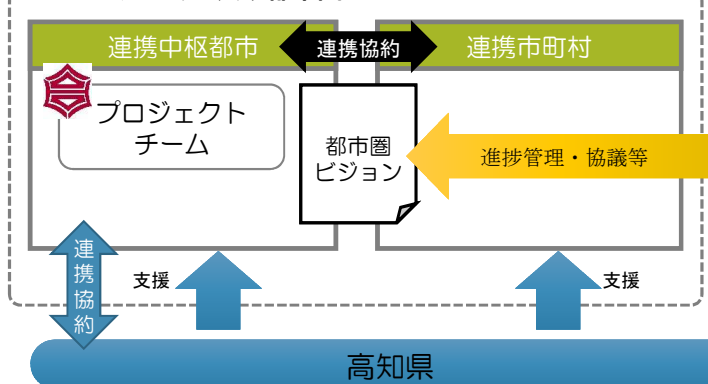 連携中枢都市
連携協約
連携市町村
プロジェクト
チーム
都市圏
ビジョン
進捗管理・協議等
連携協約
支援
支援
高知県